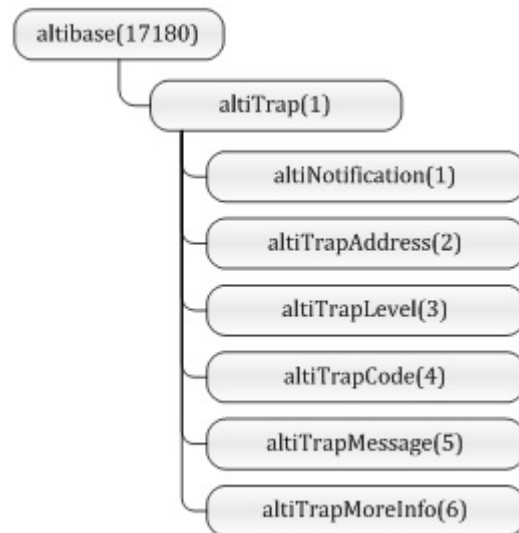 altibase(17180)
altiTrap(1)
altiNotification(1)
altiTrapAddress(2)
altiTrapLevel(3)
altiTrapCode(4)
altiTrapMessage(5)
altiTrapMoreInfo(6)